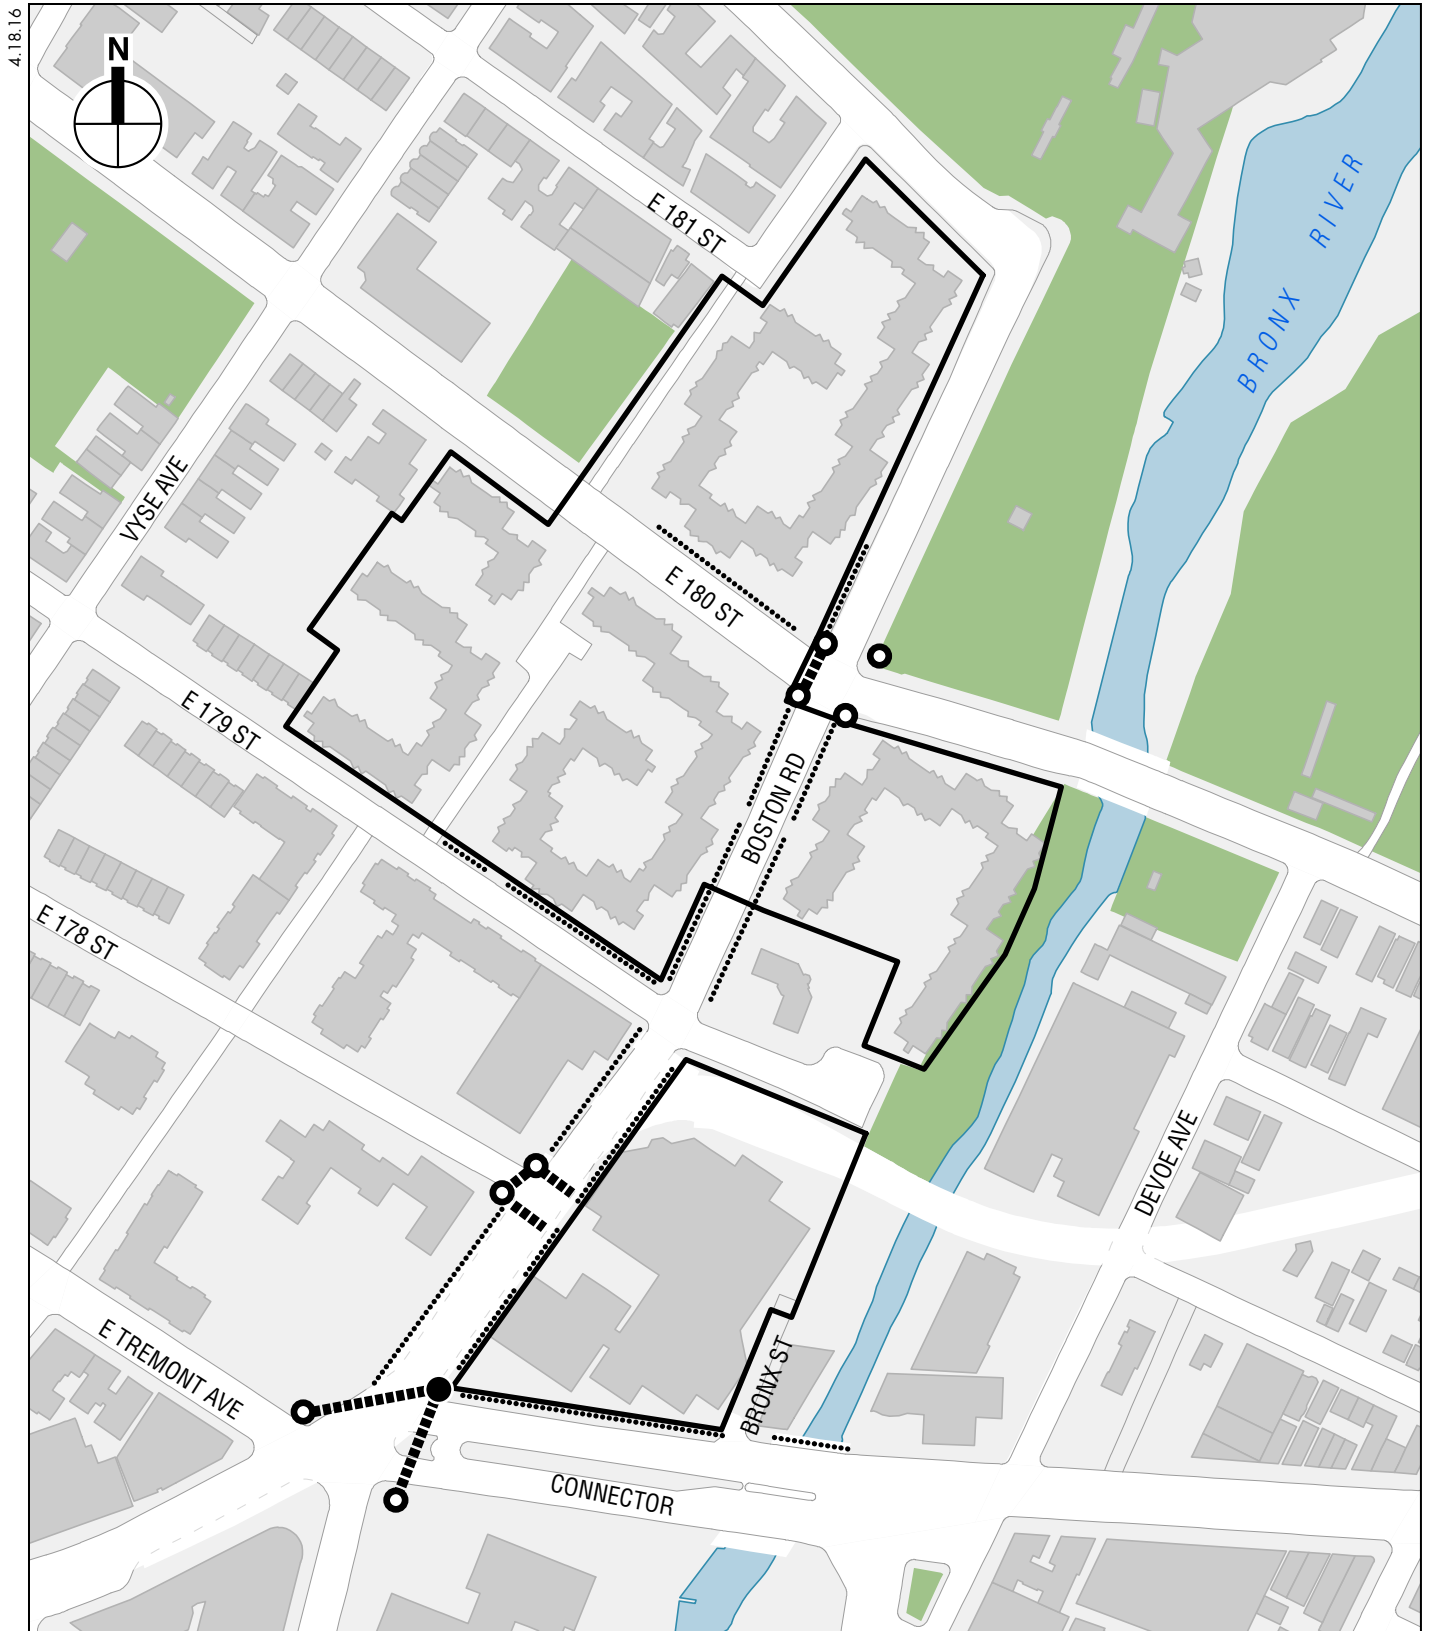 4.18.16
N
E 181 ST
BRONX RIVER
VYSE AVE
E 180 ST
E 179 ST
BOSTON RD
E 178 ST
DEVOE AVE
E TREMONT AVE
BRONX ST
CONNECTOR